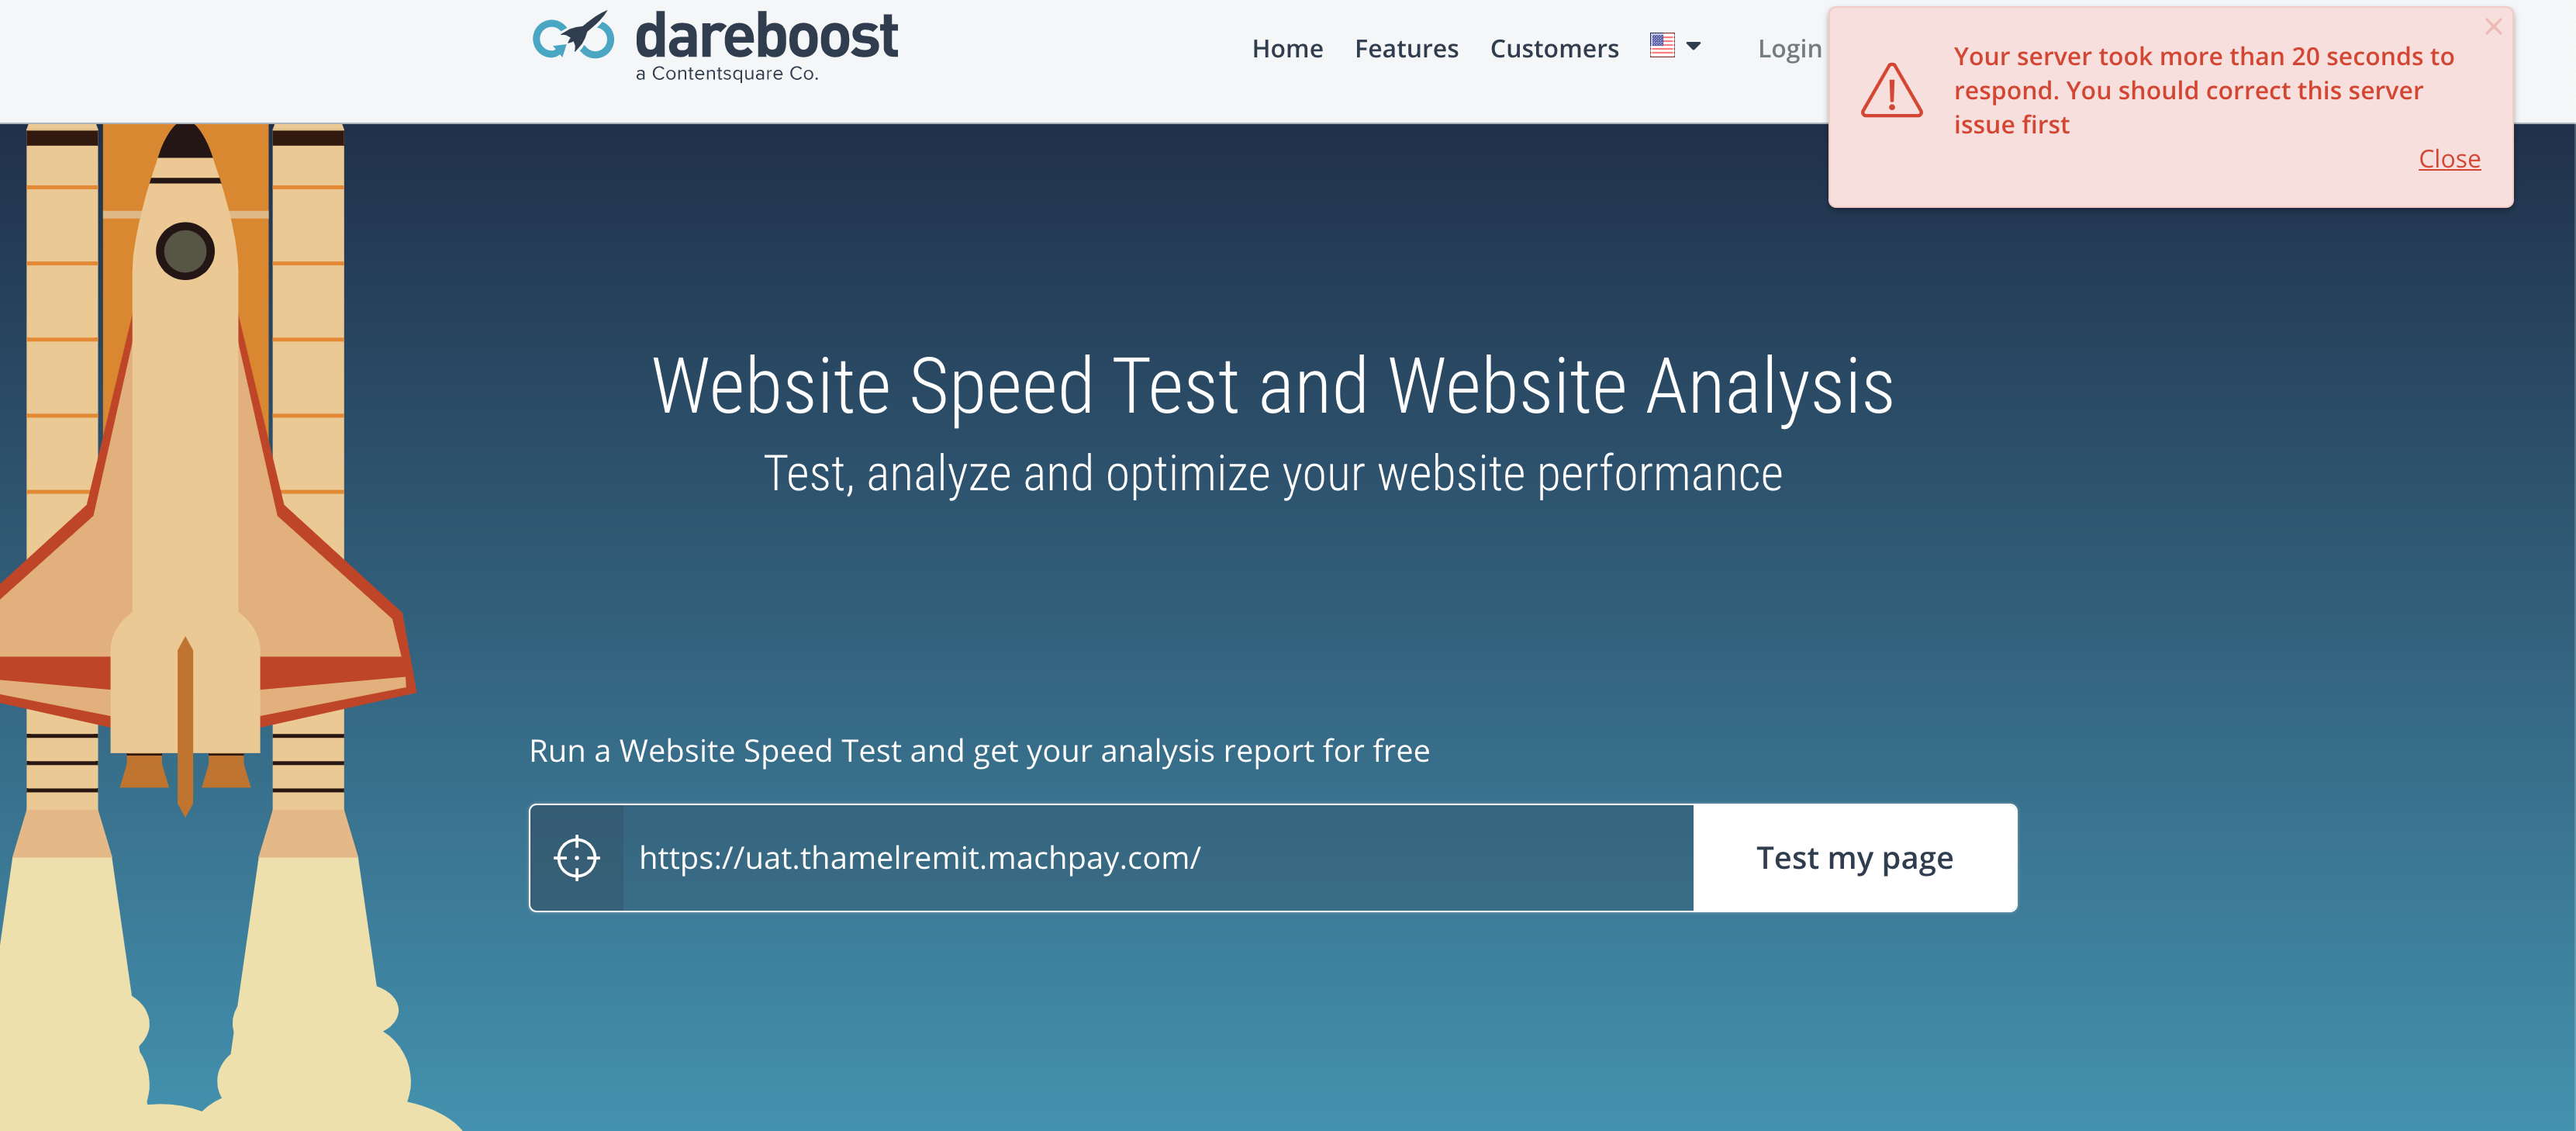 dareboost
a Contentsquare Co.
Home Features Customers Login
Your server took more than 20 seconds to
respond. You should correct this server
issue first
Close
Website Speed Test and Website Analysis
Test, analyze and optimize your website performance
Run a Website Speed Test and get your analysis report for free
https://uat.thamelremit.machpay.com/ Test my page